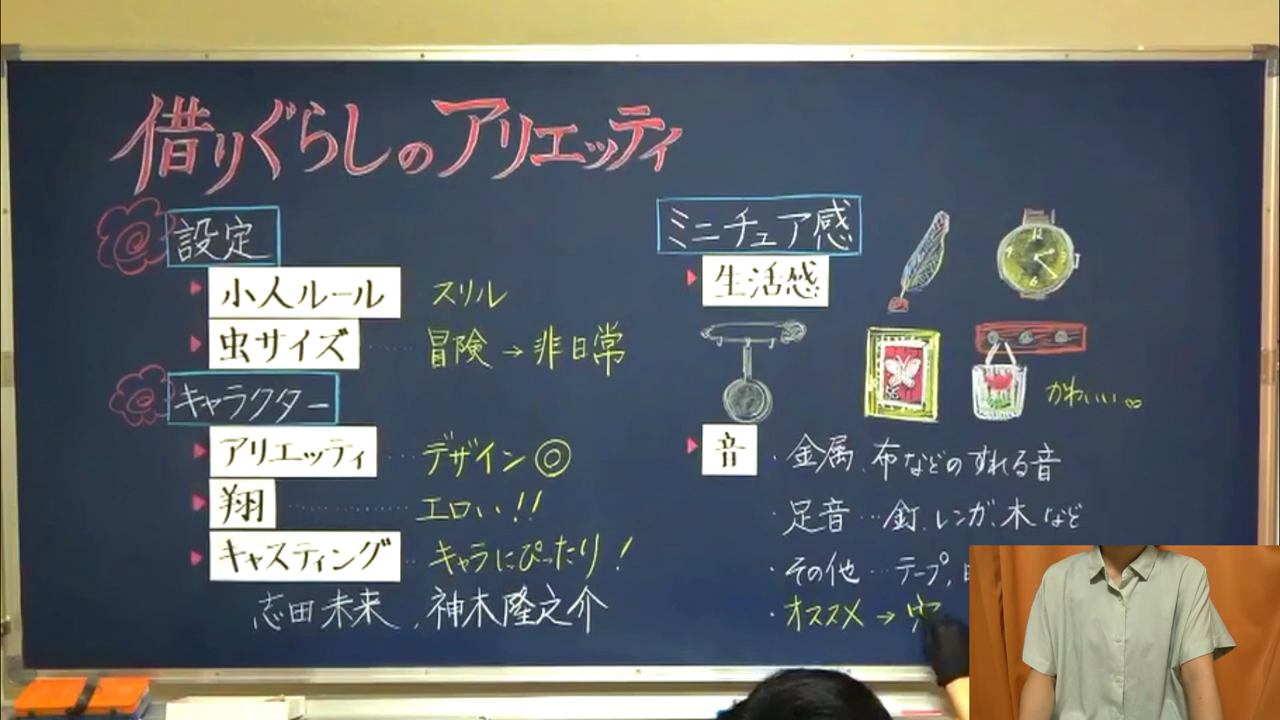 借りぐらしのアリエッティ
設定
小人ルール スリル
虫サイズ …… 冒険→非日常
キャラクター
アリエッティ … デザイン◎
翔 ………… エロい!!
キャスティング … キャラにぴったり!
志田未来、神木隆之介
ミニチュア感
生活感
かわいい
音 ・金属、布などのすれる音
・足音…釘、レンガ、木など
・その他…テープ、
・オススメ→